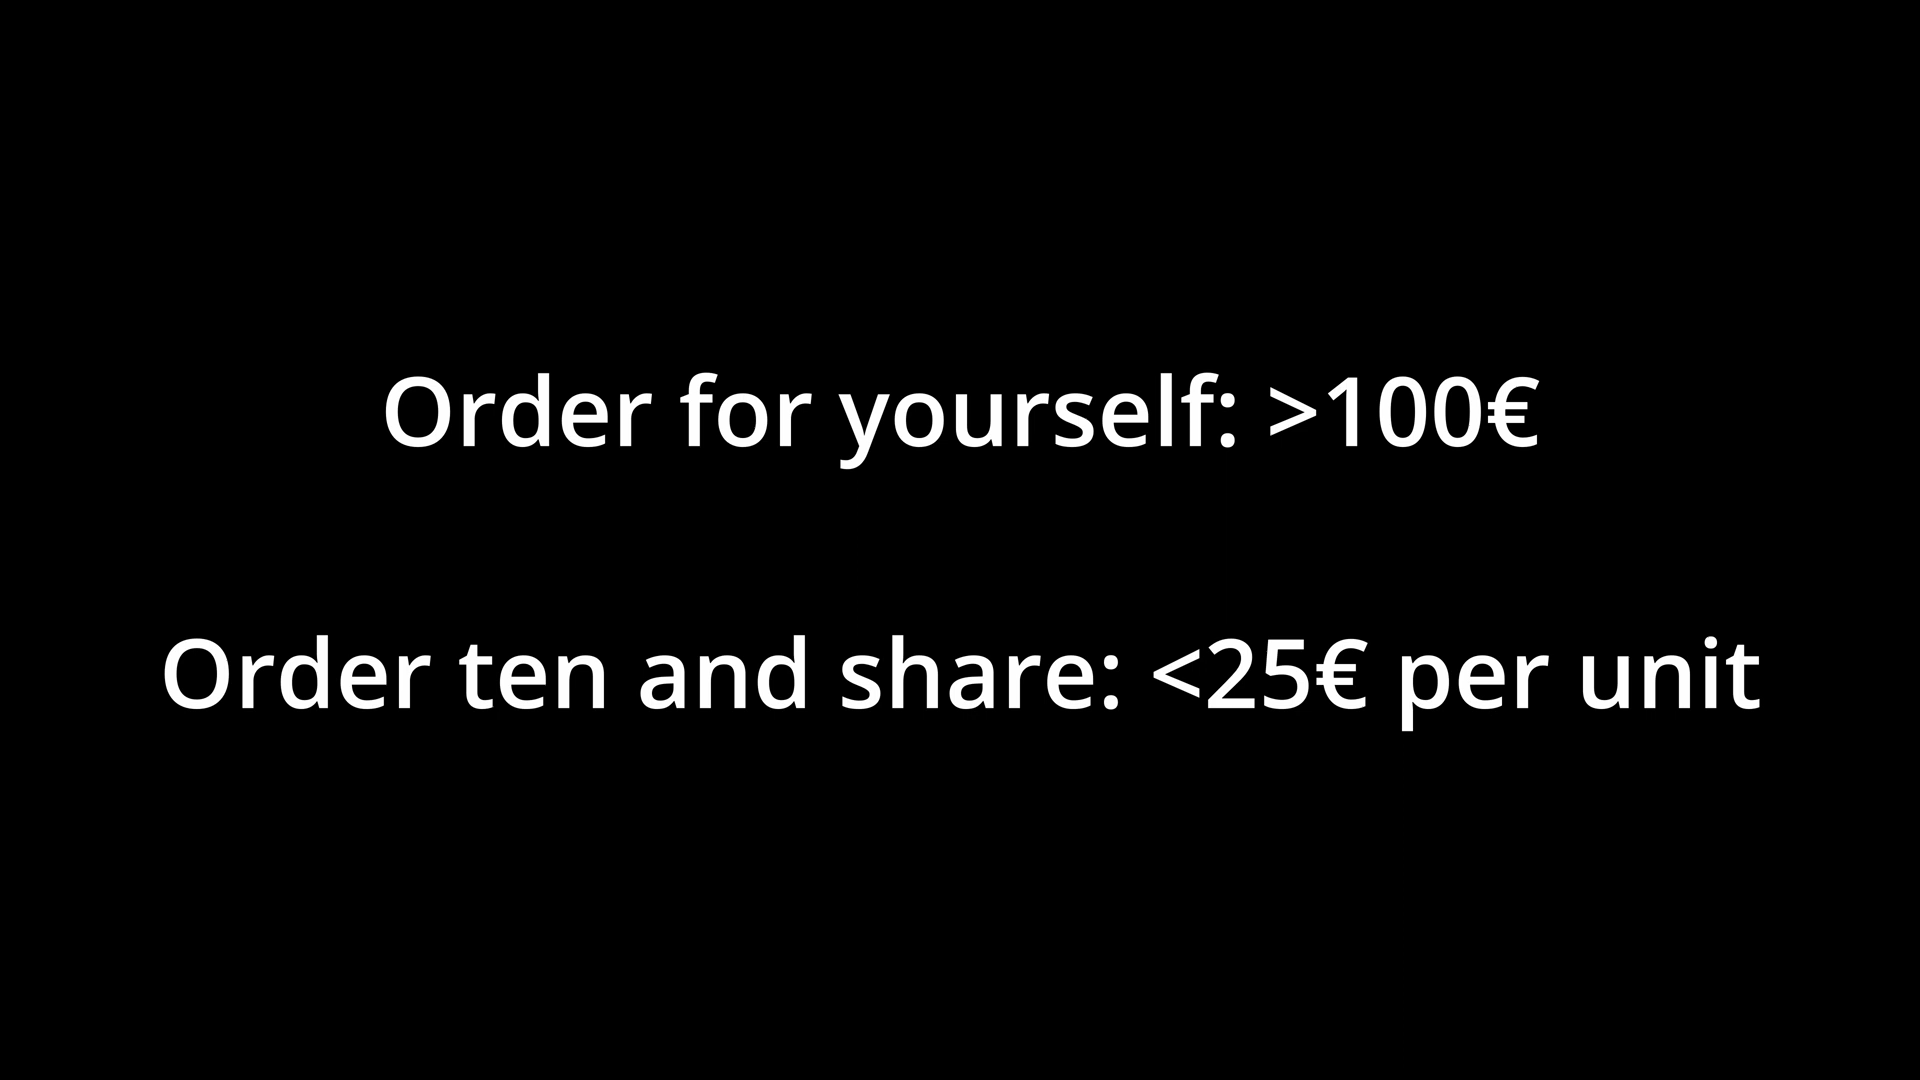 Order for yourself: >100€
Order ten and share: <25€ per unit